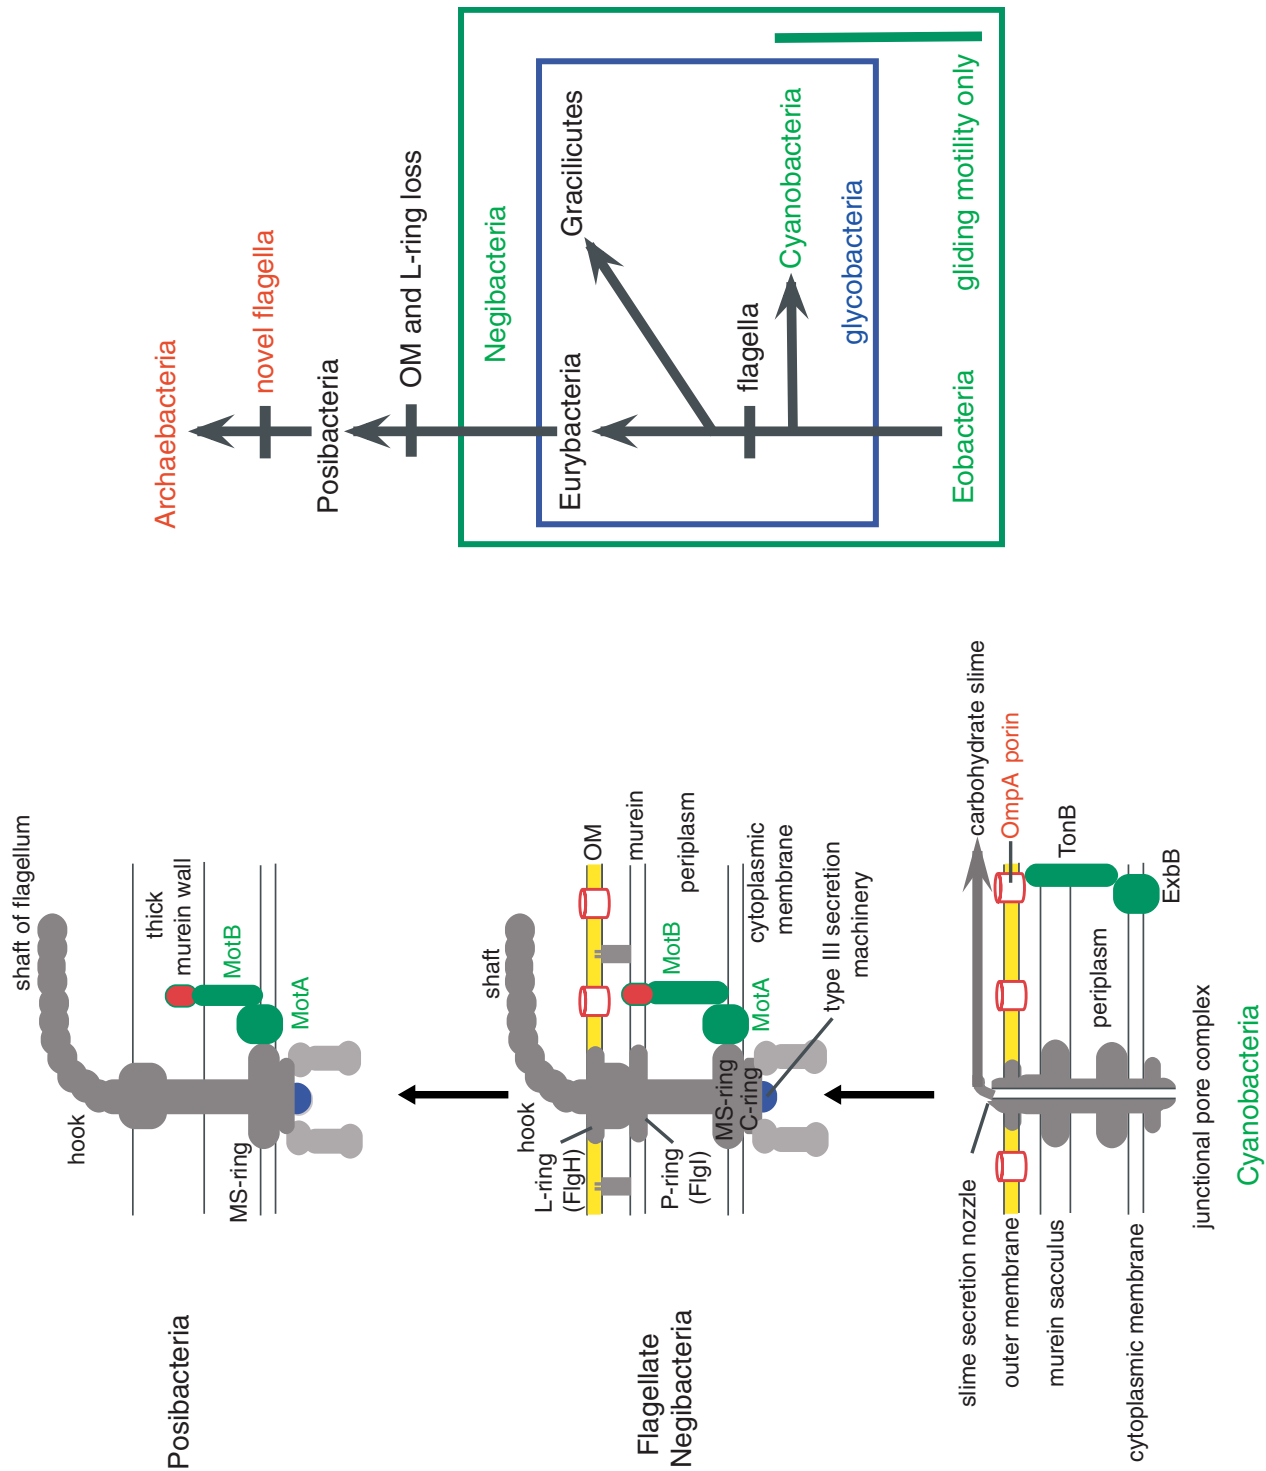 Posibacteria
shaft of flagellum
hook
thick
murein wall
MotB
MotA
MS-ring
Flagellate
Negibacteria
shaft
hook
L-ring
(FlgH)
P-ring
(FlgI)
OM
murein
MotB
periplasm
MS-ring
C-ring
MotA
cytoplasmic
membrane
type III secretion
machinery
slime secretion nozzle
carbohydrate slime
outer membrane
OmpA porin
murein sacculus
TonB
periplasm
cytoplasmic membrane
ExbB
junctional pore complex
Cyanobacteria
Archaebacteria
novel flagella
Posibacteria
OM and L-ring loss
Negibacteria
Eurybacteria
Gracilicutes
flagella
Cyanobacteria
glycobacteria
Eobacteria
gliding motility only